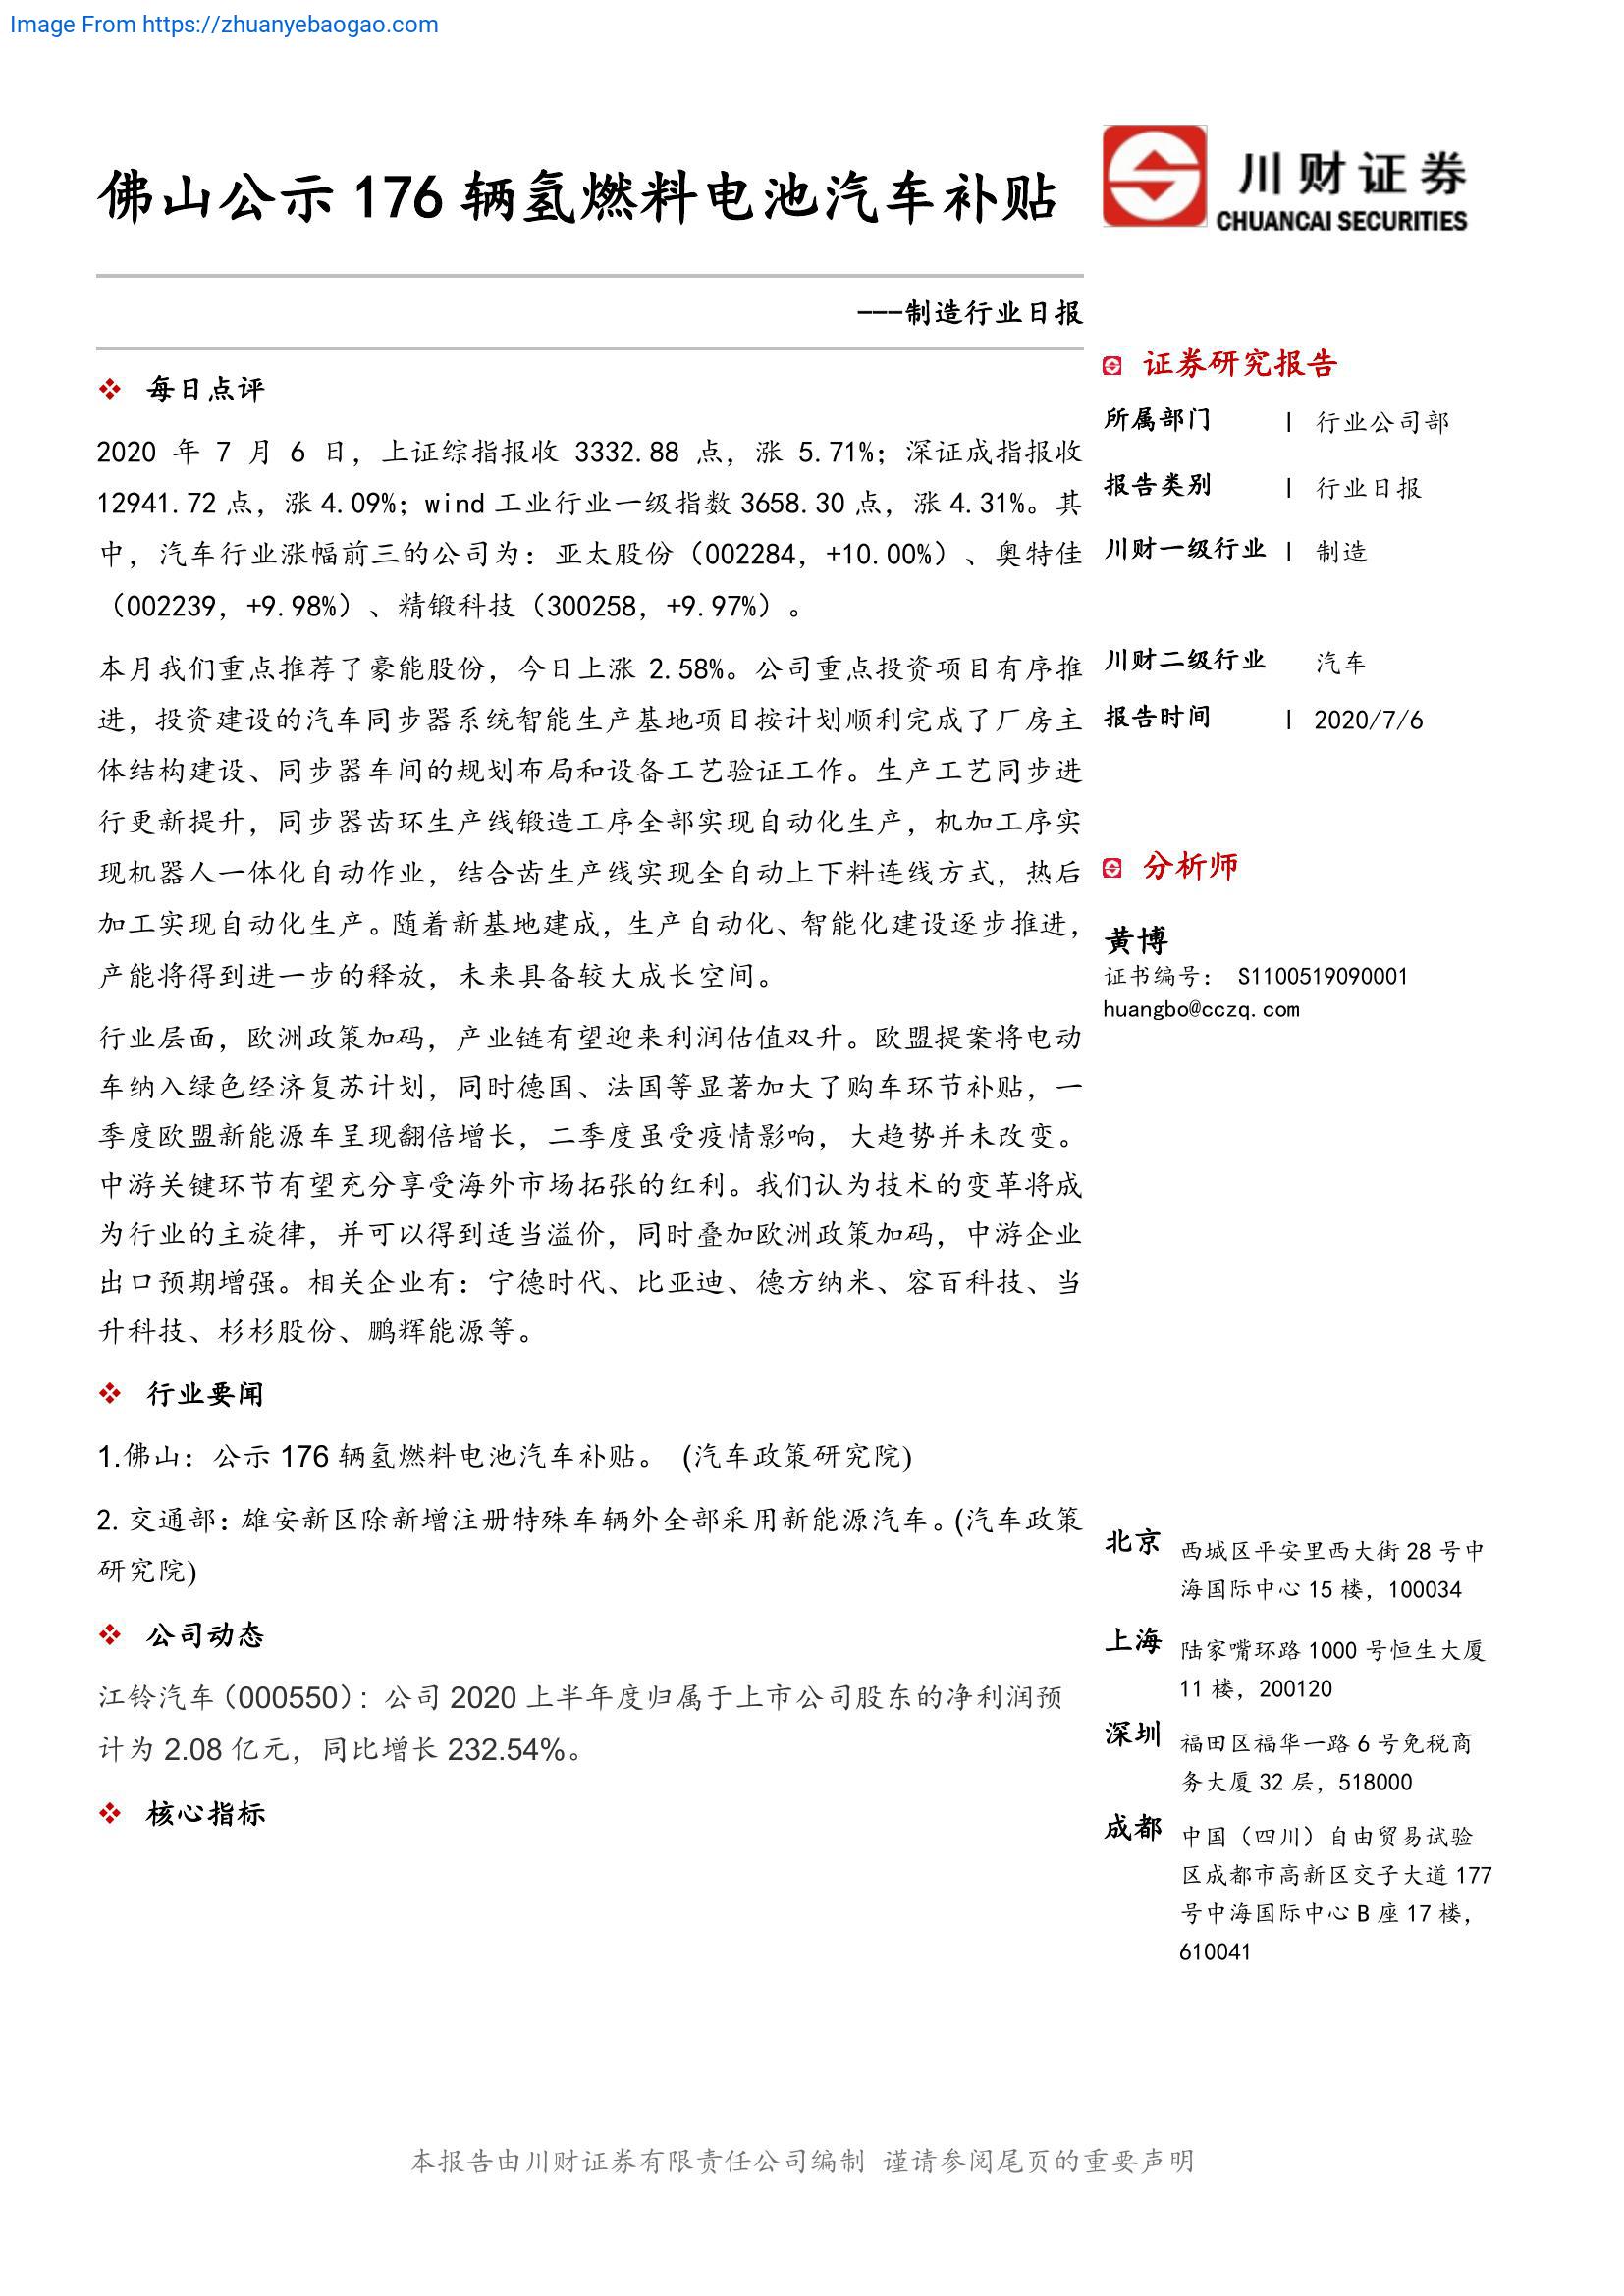 Image From https://zhuanyebaogao.com
佛山公示 176 辆氢燃料电池汽车补贴
川财证券
CHUANCAI SECURITIES
---制造行业日报
❖ 每日点评
2020 年 7 月 6 日，上证综指报收 3332.88 点，涨 5.71%；深证成指报收
12941.72 点，涨 4.09%；wind 工业行业一级指数 3658.30 点，涨 4.31%。其
中，汽车行业涨幅前三的公司为：亚太股份（002284，+10.00%）、奥特佳
（002239，+9.98%）、精锻科技（300258，+9.97%）。
本月我们重点推荐了豪能股份，今日上涨 2.58%。公司重点投资项目有序推
进，投资建设的汽车同步器系统智能生产基地项目按计划顺利完成了厂房主
体结构建设、同步器车间的规划布局和设备工艺验证工作。生产工艺同步进
行更新提升，同步器齿环生产线锻造工序全部实现自动化生产，机加工序实
现机器人一体化自动作业，结合齿生产线实现全自动上下料连线方式，热后
加工实现自动化生产。随着新基地建成，生产自动化、智能化建设逐步推进，
产能将得到进一步的释放，未来具备较大成长空间。
行业层面，欧洲政策加码，产业链有望迎来利润估值双升。欧盟提案将电动
车纳入绿色经济复苏计划，同时德国、法国等显著加大了购车环节补贴，一
季度欧盟新能源车呈现翻倍增长，二季度虽受疫情影响，大趋势并未改变。
中游关键环节有望充分享受海外市场拓张的红利。我们认为技术的变革将成
为行业的主旋律，并可以得到适当溢价，同时叠加欧洲政策加码，中游企业
出口预期增强。相关企业有：宁德时代、比亚迪、德方纳米、容百科技、当
升科技、杉杉股份、鹏辉能源等。
❖ 行业要闻
1.佛山：公示 176 辆氢燃料电池汽车补贴。 (汽车政策研究院)
2. 交通部：雄安新区除新增注册特殊车辆外全部采用新能源汽车。(汽车政策
研究院)
❖ 公司动态
江铃汽车（000550）：公司 2020 上半年度归属于上市公司股东的净利润预
计为 2.08 亿元，同比增长 232.54%。
❖ 核心指标
证券研究报告
所属部门 | 行业公司部
报告类别 | 行业日报
川财一级行业 | 制造
川财二级行业 汽车
报告时间 | 2020/7/6
分析师
黄博
证书编号： S1100519090001
huangbo@cczq.com
北京 西城区平安里西大街 28 号中
海国际中心 15 楼，100034
上海 陆家嘴环路 1000 号恒生大厦
11 楼，200120
深圳 福田区福华一路 6 号免税商
务大厦 32 层，518000
成都 中国（四川）自由贸易试验
区成都市高新区交子大道 177
号中海国际中心 B 座 17 楼，
610041
本报告由川财证券有限责任公司编制 谨请参阅尾页的重要声明